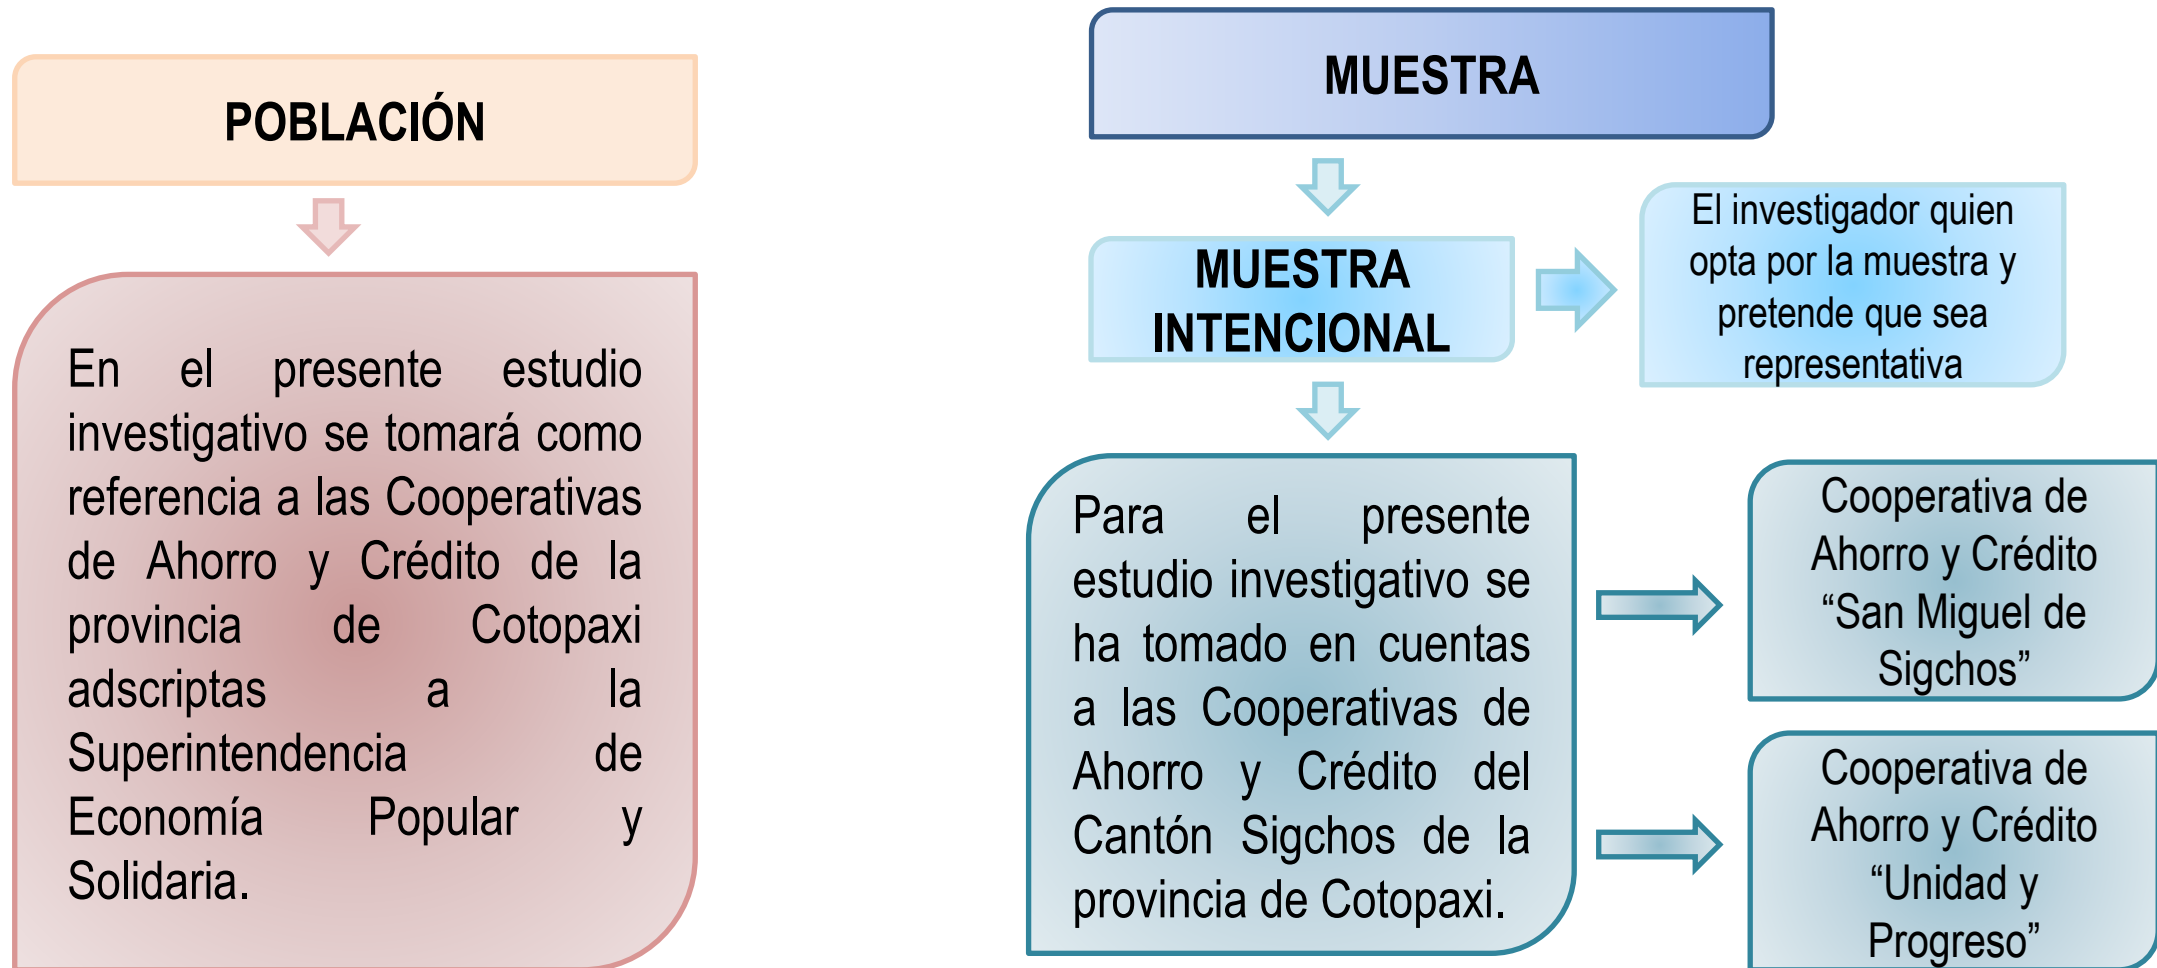 POBLACIÓN
En el presente estudio
investigativo se tomará como
referencia a las Cooperativas
de Ahorro y Crédito de la
provincia de Cotopaxi
adscriptas a la
Superintendencia de
Economía Popular y
Solidaria.
MUESTRA
MUESTRA
INTENCIONAL
El investigador quien
opta por la muestra y
pretende que sea
representativa
Para el presente
estudio investigativo se
ha tomado en cuentas
a las Cooperativas de
Ahorro y Crédito del
Cantón Sigchos de la
provincia de Cotopaxi.
Cooperativa de
Ahorro y Crédito
“San Miguel de
Sigchos”
Cooperativa de
Ahorro y Crédito
“Unidad y
Progreso”